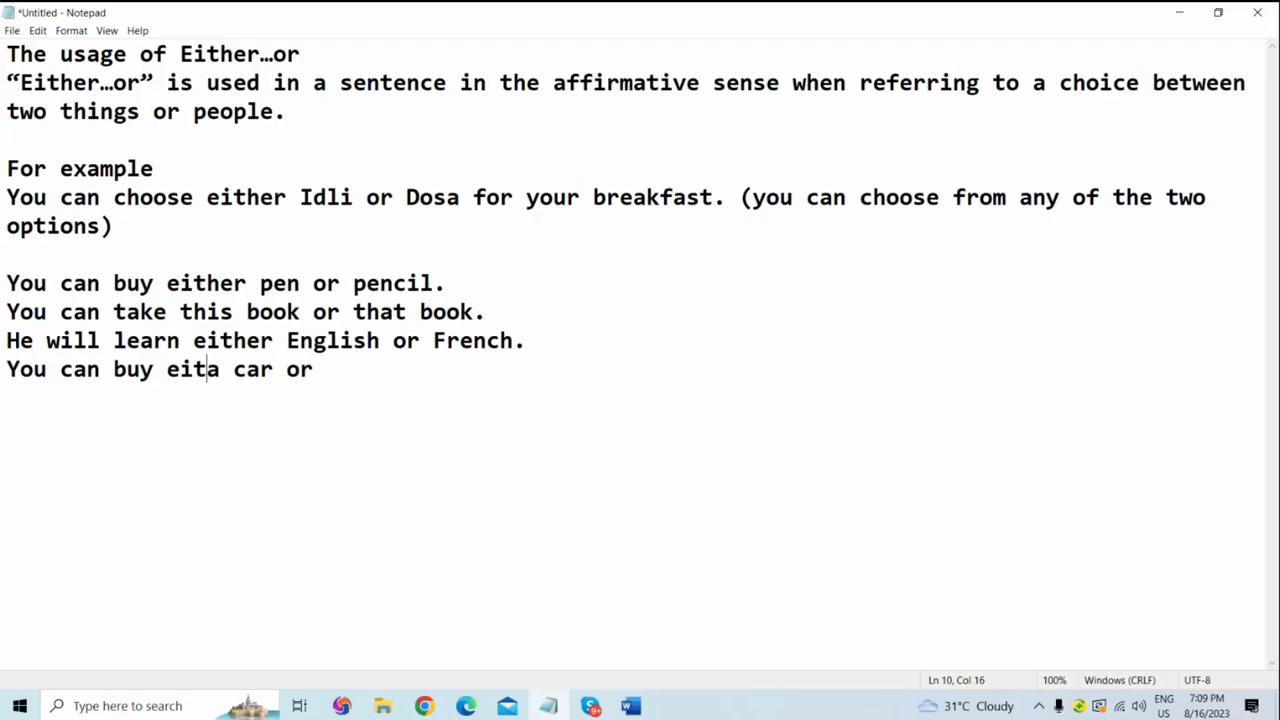 *Untitled - Notepad
File Edit Format View Help
The usage of Either…or
“Either…or” is used in a sentence in the affirmative sense when referring to a choice between
two things or people.
For example
You can choose either Idli or Dosa for your breakfast. (you can choose from any of the two
options)
You can buy either pen or pencil.
You can take this book or that book.
He will learn either English or French.
You can buy eita car or
Ln 10, Col 16 100% Windows (CRLF) UTF-8
Type here to search
31°C Cloudy
ENG
US
7:09 PM
8/16/2023